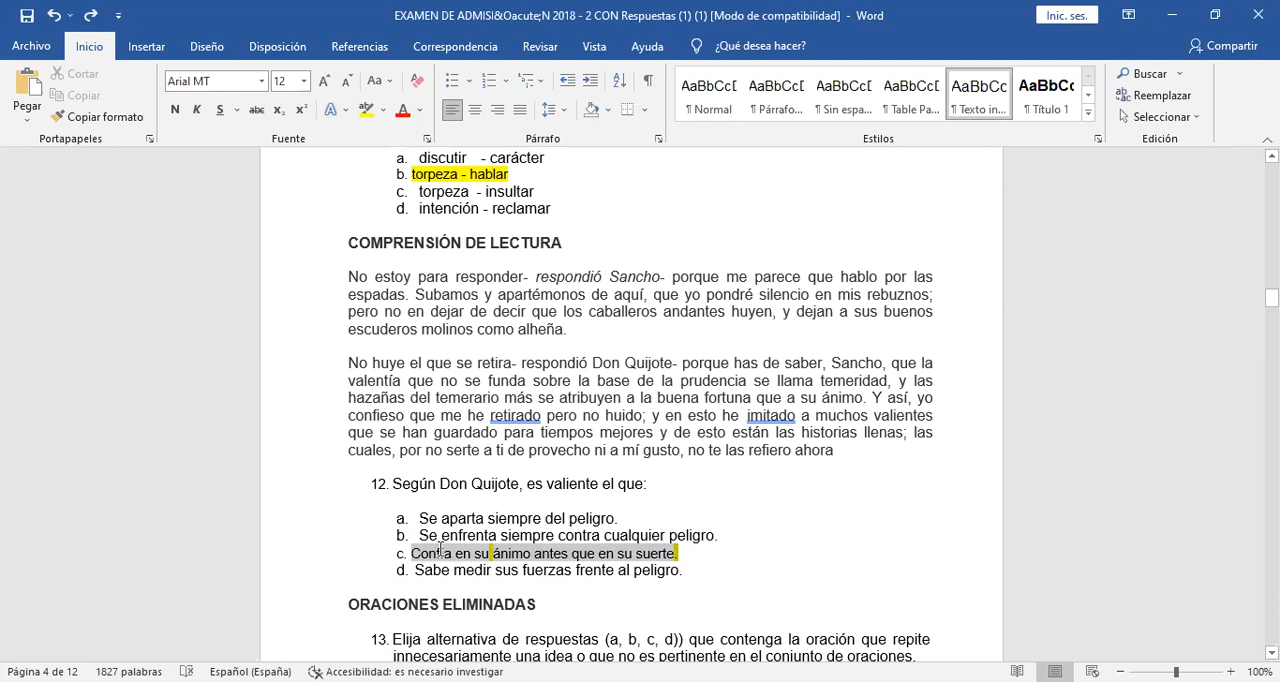 EXAMEN DE ADMISI&Oacute;N 2018 - 2 CON Respuestas (1) (1) [Modo de compatibilidad] - Word
Inic. ses.
Archivo Inicio Insertar Diseño Disposición Referencias Correspondencia Revisar Vista Ayuda ¿Qué desea hacer? Compartir
Pegar
Cortar
Copiar
Copiar formato
Arial MT 12
AaBbCcD AaBbCcD AaBbCcD AaBbCcD AaBbCc AaBbCc
¶ Normal ¶ Párrafo... ¶ Sin espa... ¶ Table Pa... ¶ Texto in... ¶ Título 1
Buscar
Reemplazar
Seleccionar
Portapapeles Fuente Párrafo Estilos Edición
a. discutir - carácter
b. torpeza - hablar
c. torpeza - insultar
d. intención - reclamar
COMPRENSIÓN DE LECTURA
No estoy para responder- respondió Sancho- porque me parece que hablo por las
espadas. Subamos y apartémonos de aquí, que yo pondré silencio en mis rebuznos;
pero no en dejar de decir que los caballeros andantes huyen, y dejan a sus buenos
escuderos molinos como alheña.
No huye el que se retira- respondió Don Quijote- porque has de saber, Sancho, que la
valentía que no se funda sobre la base de la prudencia se llama temeridad, y las
hazañas del temerario más se atribuyen a la buena fortuna que a su ánimo. Y así, yo
confieso que me he retirado pero no huido; y en esto he imitado a muchos valientes
que se han guardado para tiempos mejores y de esto están las historias llenas; las
cuales, por no serte a ti de provecho ni a mí gusto, no te las refiero ahora
12. Según Don Quijote, es valiente el que:
a. Se aparta siempre del peligro.
b. Se enfrenta siempre contra cualquier peligro.
c. Confía en su ánimo antes que en su suerte.
d. Sabe medir sus fuerzas frente al peligro.
ORACIONES ELIMINADAS
13. Elija alternativa de respuestas (a, b, c, d)) que contenga la oración que repite
innecesariamente una idea o que no es pertinente en el conjunto de oraciones.
Página 4 de 12 1827 palabras Español (España) Accesibilidad: es necesario investigar 100%